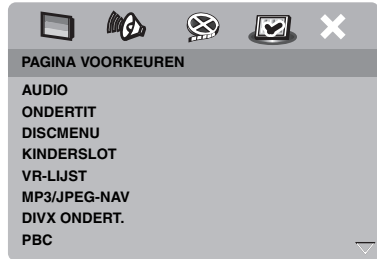 PAGINA VOORKEUREN
AUDIO
ONDERTIT
DISCMENU
KINDERSLOT
VR-LIJST
MP3/JPEG-NAV
DIVX ONDERT.
PBC